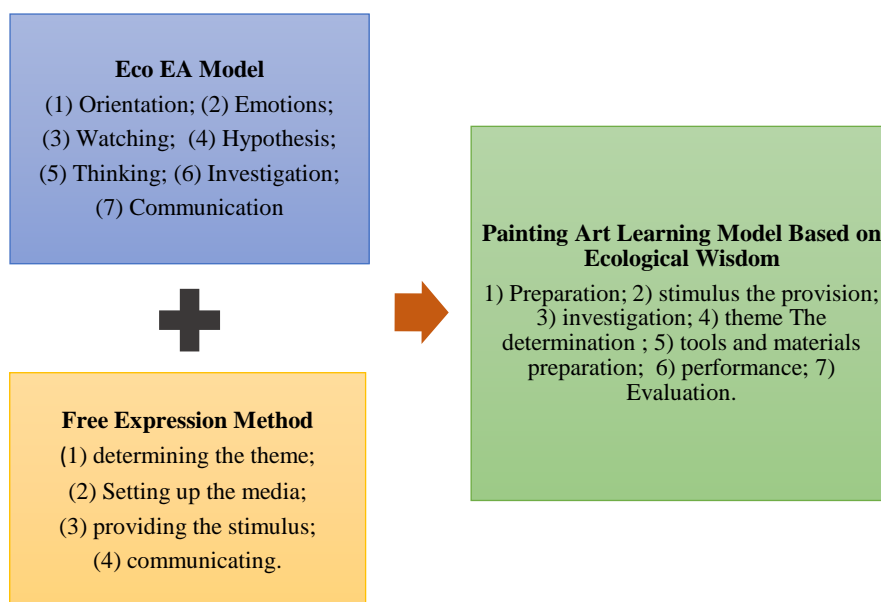 Eco EA Model
(1) Orientation; (2) Emotions;
(3) Watching; (4) Hypothesis;
(5) Thinking; (6) Investigation;
(7) Communication
Free Expression Method
(1) determining the theme;
(2) Setting up the media;
(3) providing the stimulus;
(4) communicating.
Painting Art Learning Model Based on
Ecological Wisdom
1) Preparation; 2) stimulus the provision;
3) investigation; 4) theme The
determination ; 5) tools and materials
preparation; 6) performance; 7)
Evaluation.